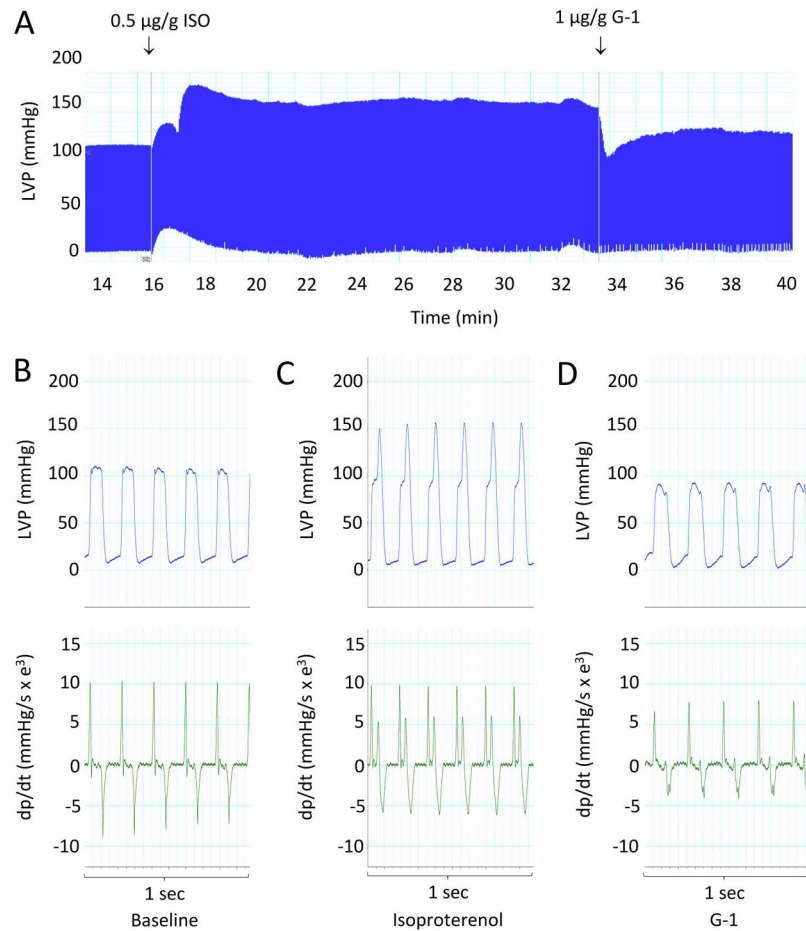 A
0.5 µg/g ISO
1 µg/g G-1
200
150
100
50
0
LVP (mmHg)
14 16 18 20 22 24 26 28 30 32 34 36 38 40
Time (min)
B
200
150
100
50
0
LVP (mmHg)
15
10
5
0
-5
-10
dp/dt (mmHg/s x e³)
1 sec
Baseline
C
200
150
100
50
0
LVP (mmHg)
15
10
5
0
-5
-10
dp/dt (mmHg/s x e³)
1 sec
Isoproterenol
D
200
150
100
50
0
LVP (mmHg)
15
10
5
0
-5
-10
dp/dt (mmHg/s x e³)
1 sec
G-1